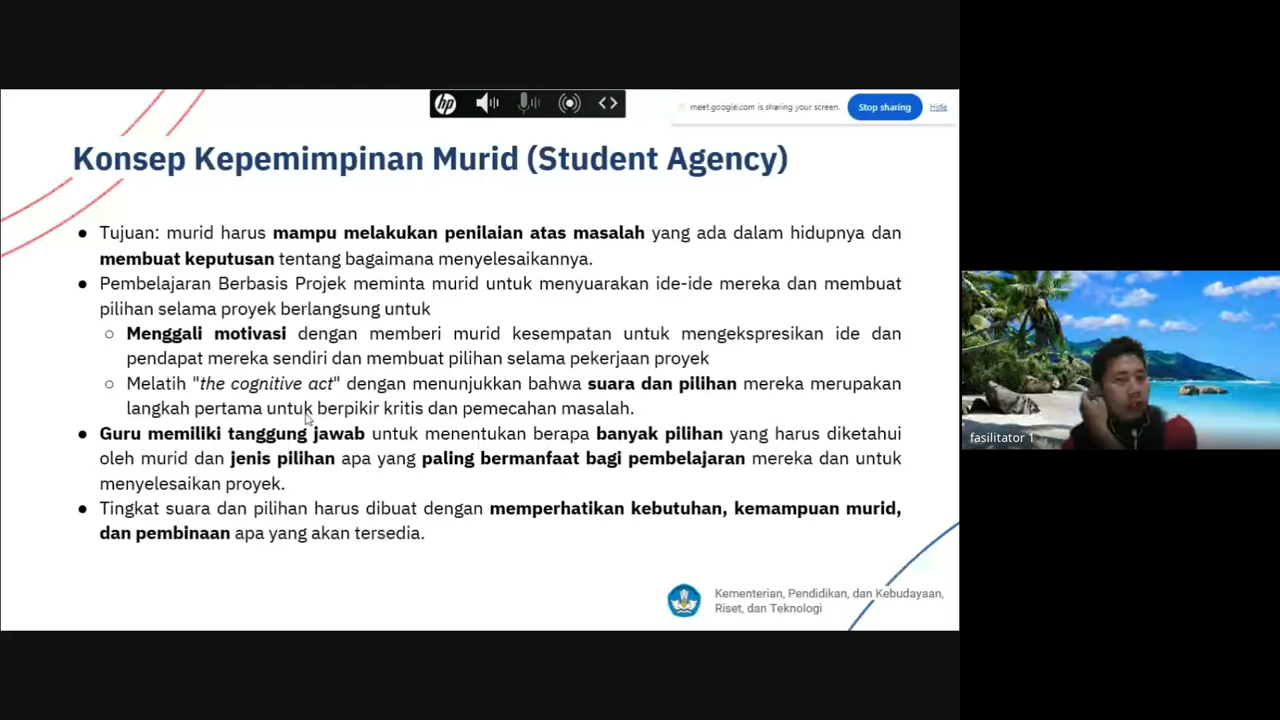 hp
meet.google.com is sharing your screen.
Stop sharing
Hide
Konsep Kepemimpinan Murid (Student Agency)
● Tujuan: murid harus mampu melakukan penilaian atas masalah yang ada dalam hidupnya dan
membuat keputusan tentang bagaimana menyelesaikannya.
● Pembelajaran Berbasis Projek meminta murid untuk menyuarakan ide-ide mereka dan membuat
pilihan selama proyek berlangsung untuk
○ Menggali motivasi dengan memberi murid kesempatan untuk mengekspresikan ide dan
pendapat mereka sendiri dan membuat pilihan selama pekerjaan proyek
○ Melatih "the cognitive act" dengan menunjukkan bahwa suara dan pilihan mereka merupakan
langkah pertama untuk berpikir kritis dan pemecahan masalah.
● Guru memiliki tanggung jawab untuk menentukan berapa banyak pilihan yang harus diketahui
oleh murid dan jenis pilihan apa yang paling bermanfaat bagi pembelajaran mereka dan untuk
menyelesaikan proyek.
● Tingkat suara dan pilihan harus dibuat dengan memperhatikan kebutuhan, kemampuan murid,
dan pembinaan apa yang akan tersedia.
Kementerian, Pendidikan, dan Kebudayaan,
Riset, dan Teknologi
fasilitator 1